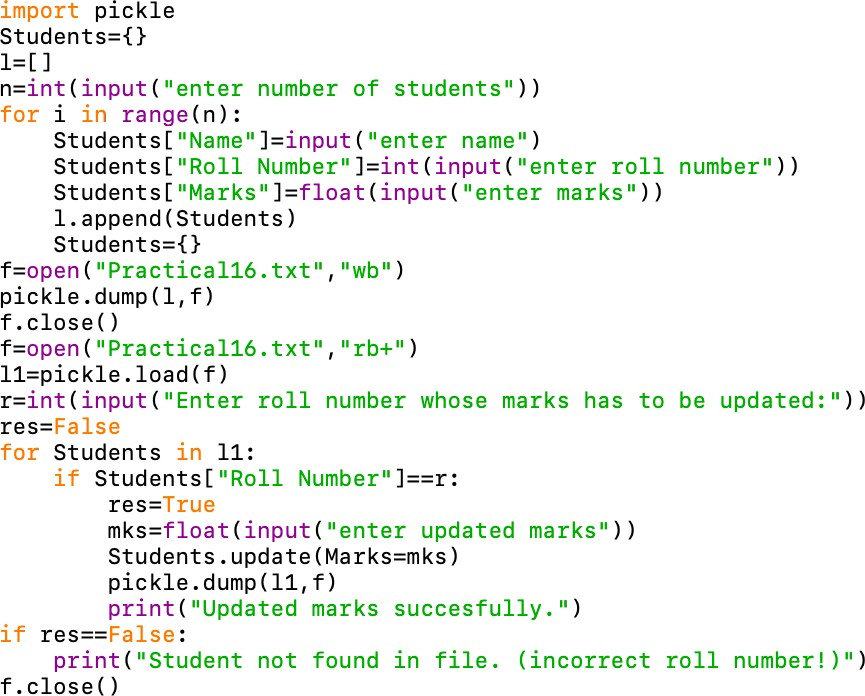 import pickle
Students={}
l=[]
n=int(input("enter number of students"))
for i in range(n):
    Students["Name"]=input("enter name")
    Students["Roll Number"]=int(input("enter roll number"))
    Students["Marks"]=float(input("enter marks"))
    l.append(Students)
    Students={}
f=open("Practical16.txt","wb")
pickle.dump(l,f)
f.close()
f=open("Practical16.txt","rb+")
l1=pickle.load(f)
r=int(input("Enter roll number whose marks has to be updated:"))
res=False
for Students in l1:
    if Students["Roll Number"]==r:
        res=True
        mks=float(input("enter updated marks"))
        Students.update(Marks=mks)
        pickle.dump(l1,f)
        print("Updated marks succesfully.")
if res==False:
    print("Student not found in file. (incorrect roll number!)")
f.close()